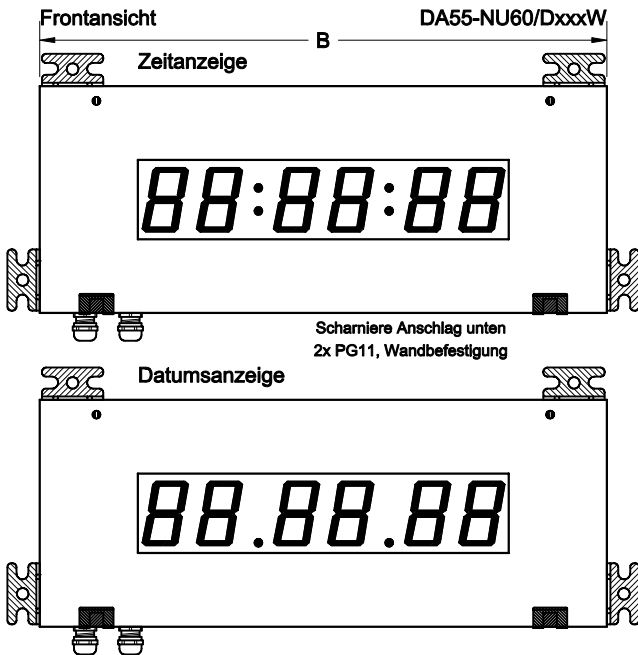 Frontansicht DA55-NU60/DxxxW
B
Zeitanzeige
88:88:88
Scharniere Anschlag unten
2x PG11, Wandbefestigung
Datumsanzeige
88.88.88